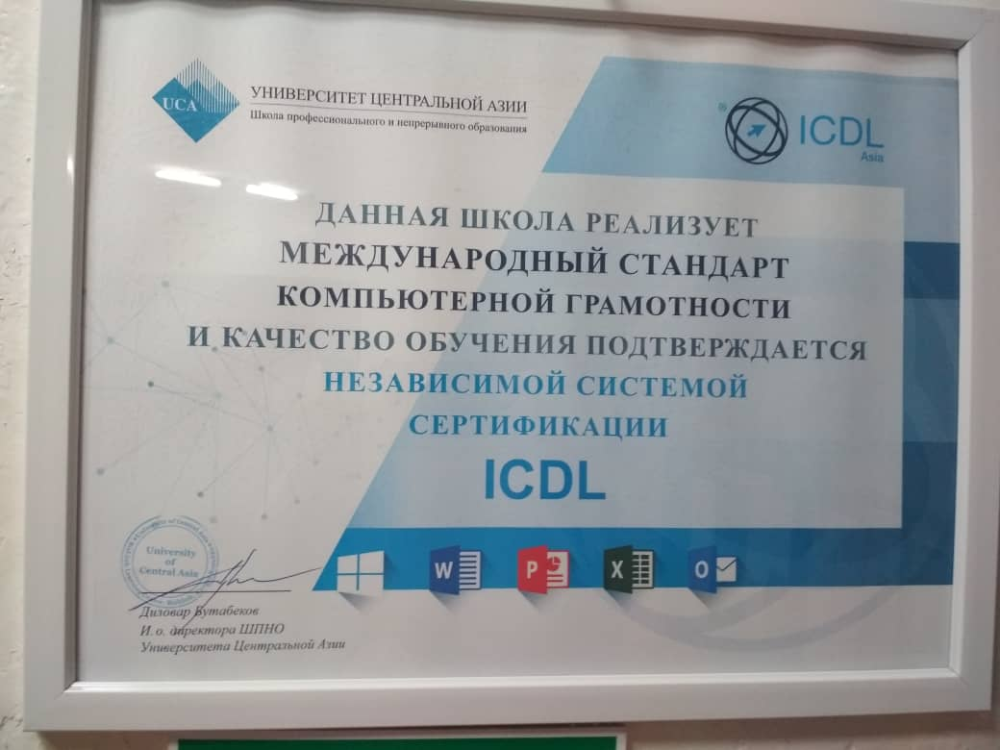 UCA
УНИВЕРСИТЕТ ЦЕНТРАЛЬНОЙ АЗИИ
Школа профессионального и непрерывного образования
® ICDL
Asia
ДАННАЯ ШКОЛА РЕАЛИЗУЕТ
МЕЖДУНАРОДНЫЙ СТАНДАРТ
КОМПЬЮТЕРНОЙ ГРАМОТНОСТИ
И КАЧЕСТВО ОБУЧЕНИЯ ПОДТВЕРЖДАЕТСЯ
НЕЗАВИСИМОЙ СИСТЕМОЙ
СЕРТИФИКАЦИИ
ICDL
W P X O
University
of
Central Asia
Диловар Бутабеков
И. о. директора ШПНО
Университета Центральной Азии